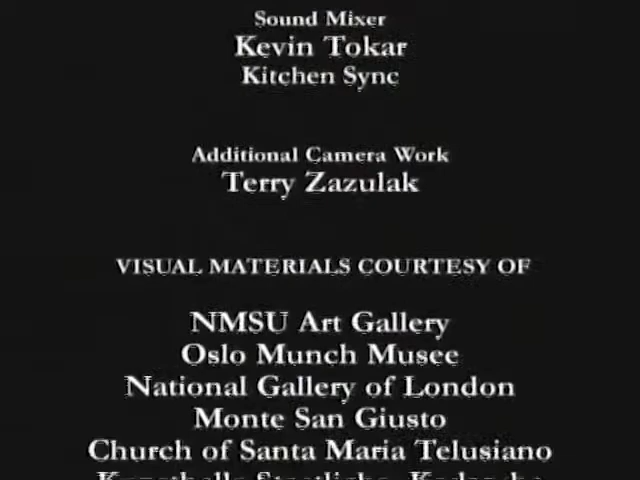 Sound Mixer
Kevin Tokar
Kitchen Sync
Additional Camera Work
Terry Zazulak
VISUAL MATERIALS COURTESY OF
NMSU Art Gallery
Oslo Munch Musee
National Gallery of London
Monte San Giusto
Church of Santa Maria Telusiano